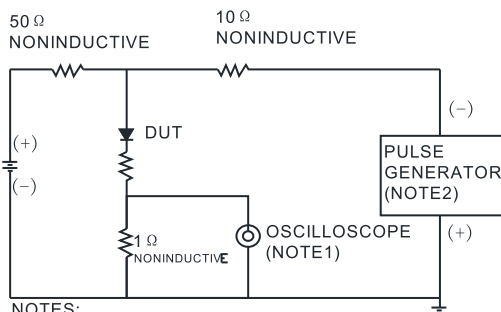 50 Ω
NONINDUCTIVE
10 Ω
NONINDUCTIVE
(+)
(-)
DUT
1 Ω
NONINDUCTIVE
OSCILLOSCOPE
(NOTE1)
(-)
PULSE
GENERATOR
(NOTE2)
(+)
NOTES: